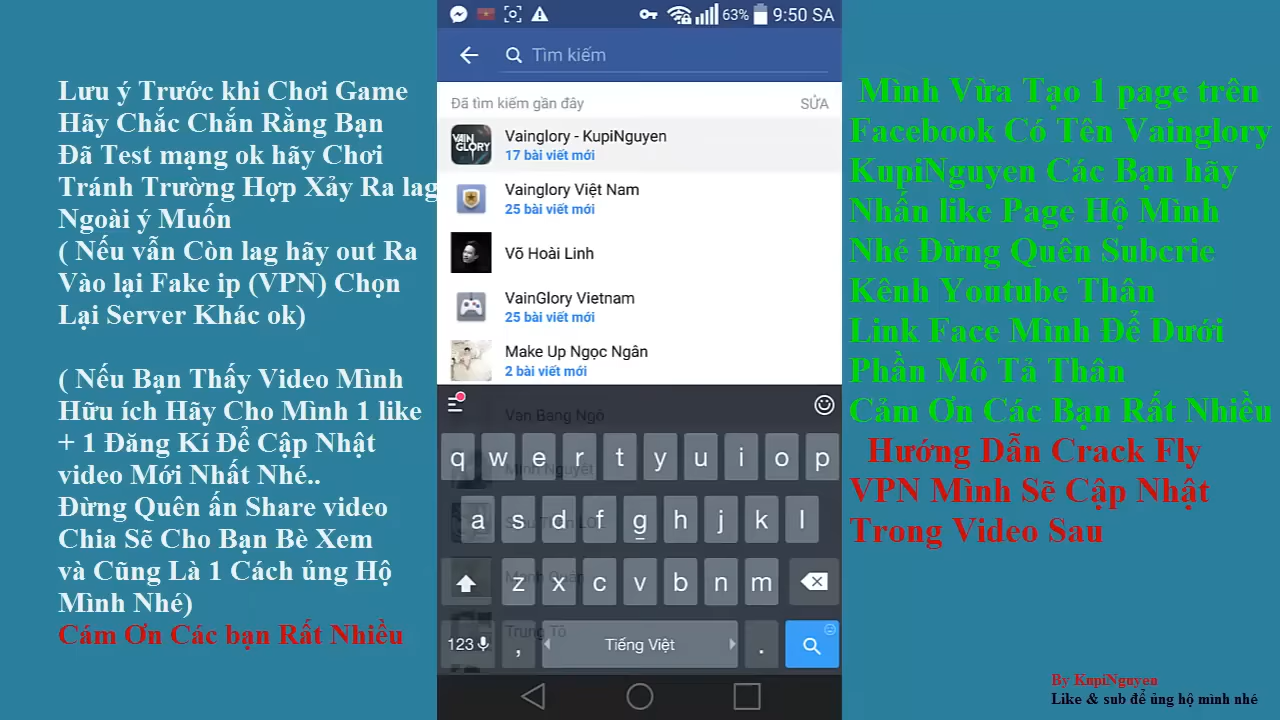 Lưu ý Trước khi Chơi Game
Hãy Chắc Chắn Rằng Bạn
Đã Test mạng ok hãy Chơi
Tránh Trường Hợp Xảy Ra lag
Ngoài ý Muốn
( Nếu vẫn Còn lag hãy out Ra
Vào lại Fake ip (VPN) Chọn
Lại Server Khác ok)
( Nếu Bạn Thấy Video Mình
Hữu ích Hãy Cho Mình 1 like
+ 1 Đăng Kí Để Cập Nhật
video Mới Nhất Nhé..
Đừng Quên ấn Share video
Chia Sẽ Cho Bạn Bè Xem
và Cũng Là 1 Cách ủng Hộ
Mình Nhé)
Cám Ơn Các bạn Rất Nhiều
63% 9:50 SA
Tìm kiếm
Đã tìm kiếm gần đây SỬA
VAIN GLORY
Vainglory - KupiNguyen
17 bài viết mới
Vainglory Việt Nam
25 bài viết mới
Võ Hoài Linh
VainGlory Vietnam
25 bài viết mới
Make Up Ngọc Ngân
2 bài viết mới
Van Bang Ngô
q w e r t y u i o p
Minh Nguyệt
a s d f g h j k l
z x c v b n m
Trung Tô
123 , Tiếng Việt .
Mình Vừa Tạo 1 page trên
Facebook Có Tên Vainglory
KupiNguyen Các Bạn hãy
Nhấn like Page Hộ Mình
Nhé Đừng Quên Subcrie
Kênh Youtube Thân
Link Face Mình Để Dưới
Phần Mô Tả Thân
Cảm Ơn Các Bạn Rất Nhiều
Hướng Dẫn Crack Fly
VPN Mình Sẽ Cập Nhật
Trong Video Sau
By KupiNguyen
Like & sub để ủng hộ mình nhé